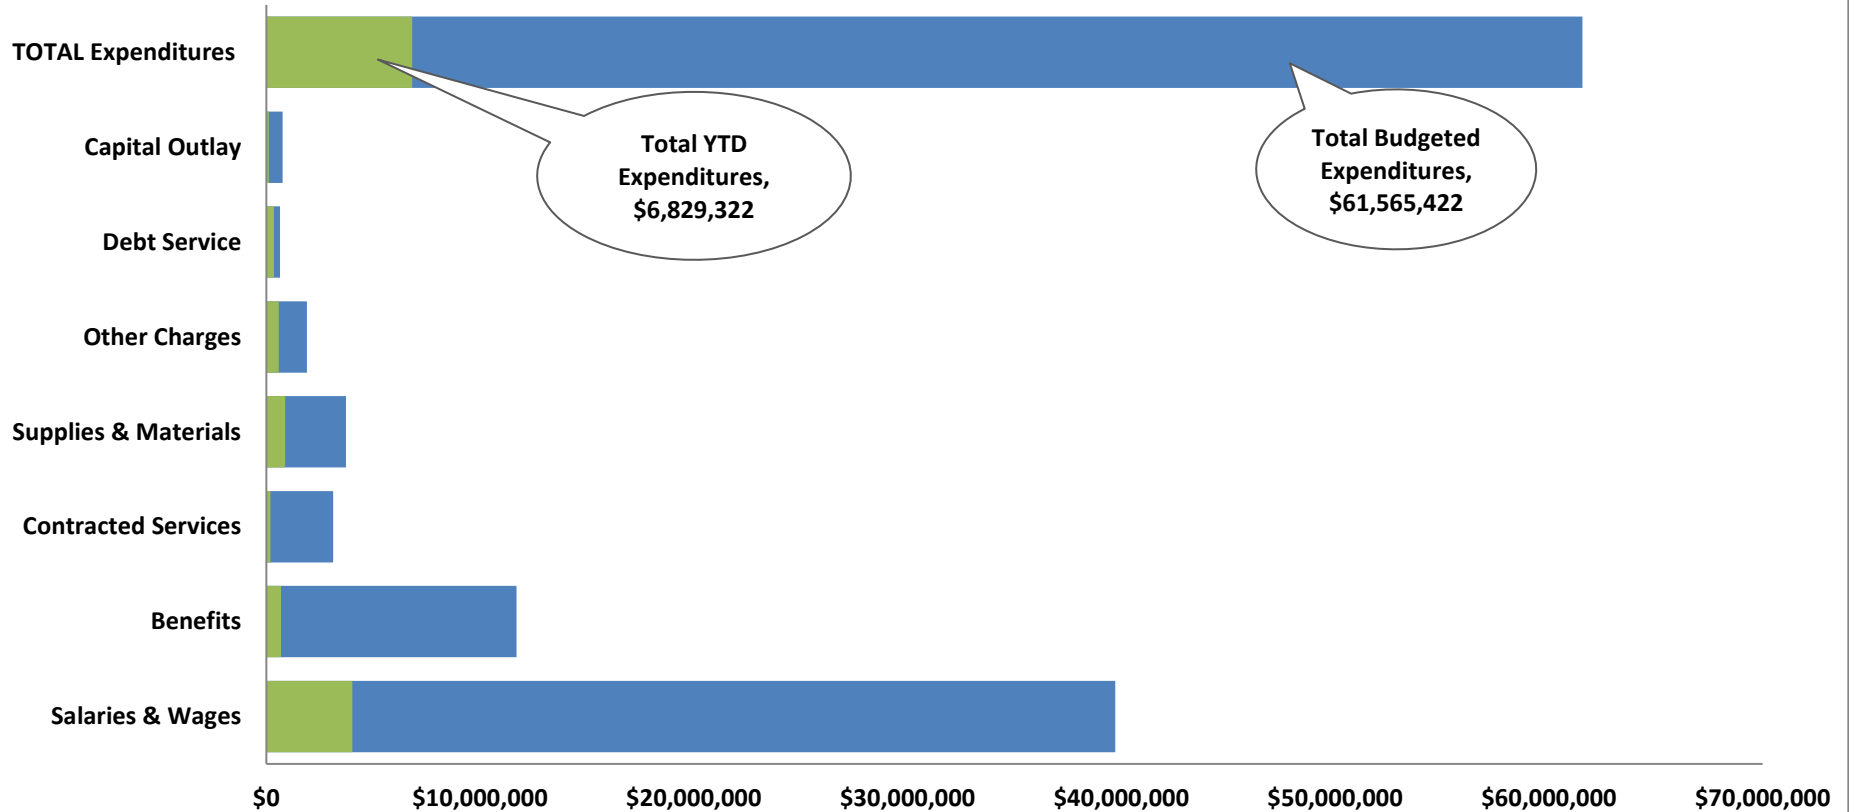 TOTAL Expenditures
Total YTD
Expenditures,
$6,829,322
Total Budgeted
Expenditures,
$61,565,422
Capital Outlay
Debt Service
Other Charges
Supplies & Materials
Contracted Services
Benefits
Salaries & Wages
$0 $10,000,000 $20,000,000 $30,000,000 $40,000,000 $50,000,000 $60,000,000 $70,000,000